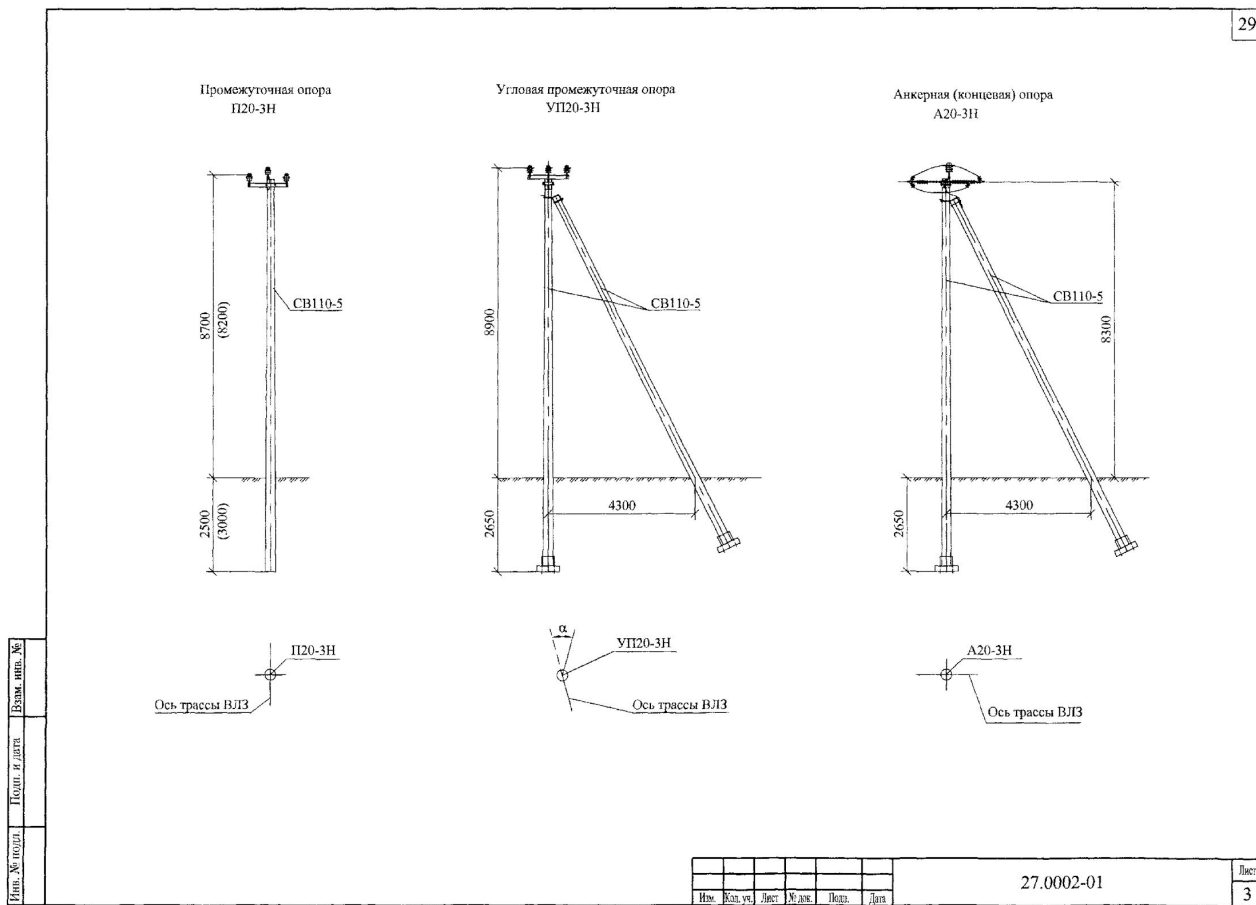 29
Промежуточная опора
П20-3Н
Угловая промежуточная опора
УП20-3Н
Анкерная (концевая) опора
А20-3Н
СВ110-5
8700
(8200)
2500
(3000)
СВ110-5
8900
2650
4300
СВ110-5
8300
2650
4300
П20-3Н
Ось трассы ВЛЗ
α
УП20-3Н
Ось трассы ВЛЗ
А20-3Н
Ось трассы ВЛЗ
Взам. инв. №
Подп. и дата
Инв. № подл.
Изм. Кол. уч. Лист № док. Подп. Дата
27.0002-01
Лист
3